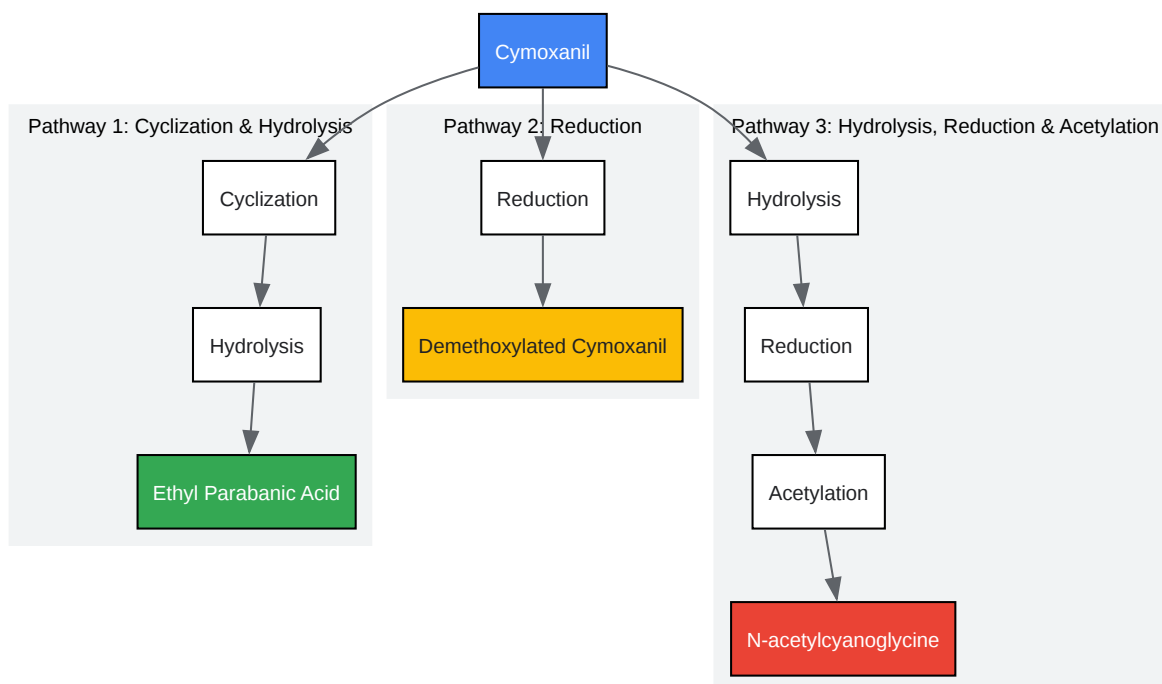 Cymoxanil
Pathway 1: Cyclization & Hydrolysis
Pathway 2: Reduction
Pathway 3: Hydrolysis, Reduction & Acetylation
Cyclization
Reduction
Hydrolysis
Hydrolysis
Demethoxylated Cymoxanil
Reduction
Ethyl Parabanic Acid
Acetylation
N-acetylcyanoglycine